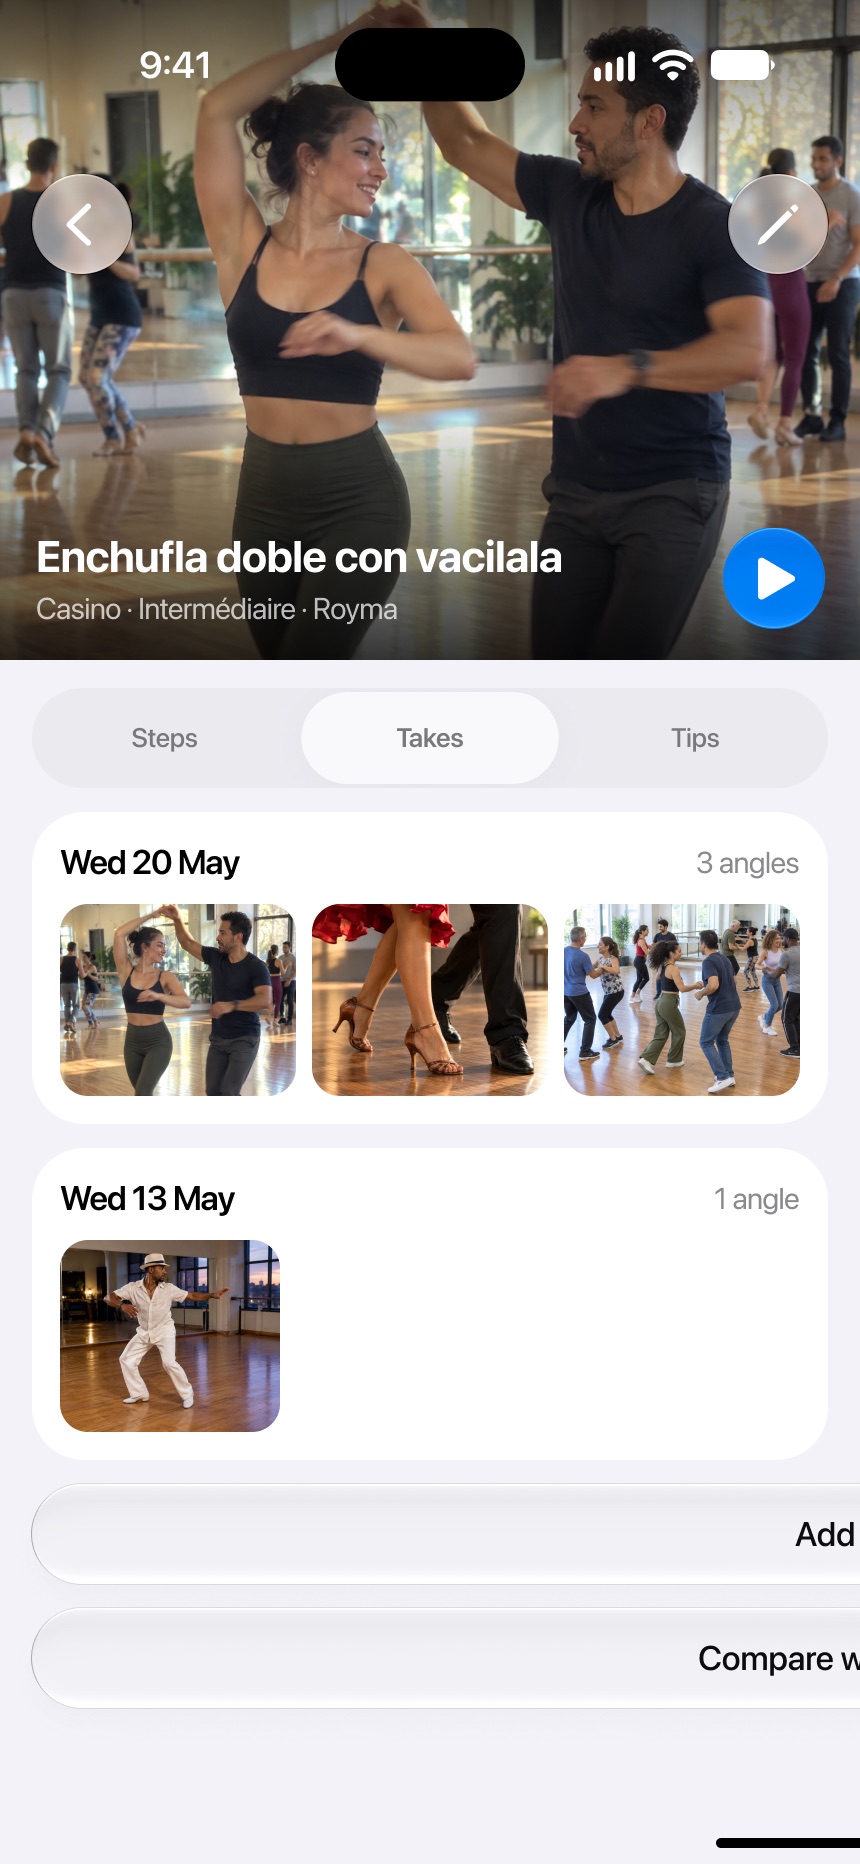 9:41
Enchufla doble con vacilala
Casino · Intermédiaire · Royma
Steps
Takes
Tips
Wed 20 May
3 angles
Wed 13 May
1 angle
Add
Compare